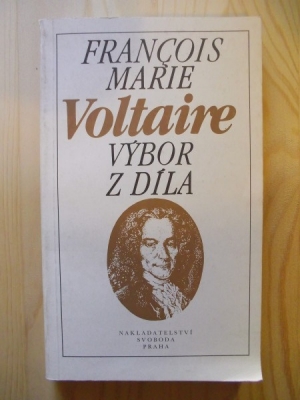 FRANÇOIS
MARIE
Voltaire
VÝBOR
Z DÍLA
NAKLADATELSTVÍ
SVOBODA
PRAHA